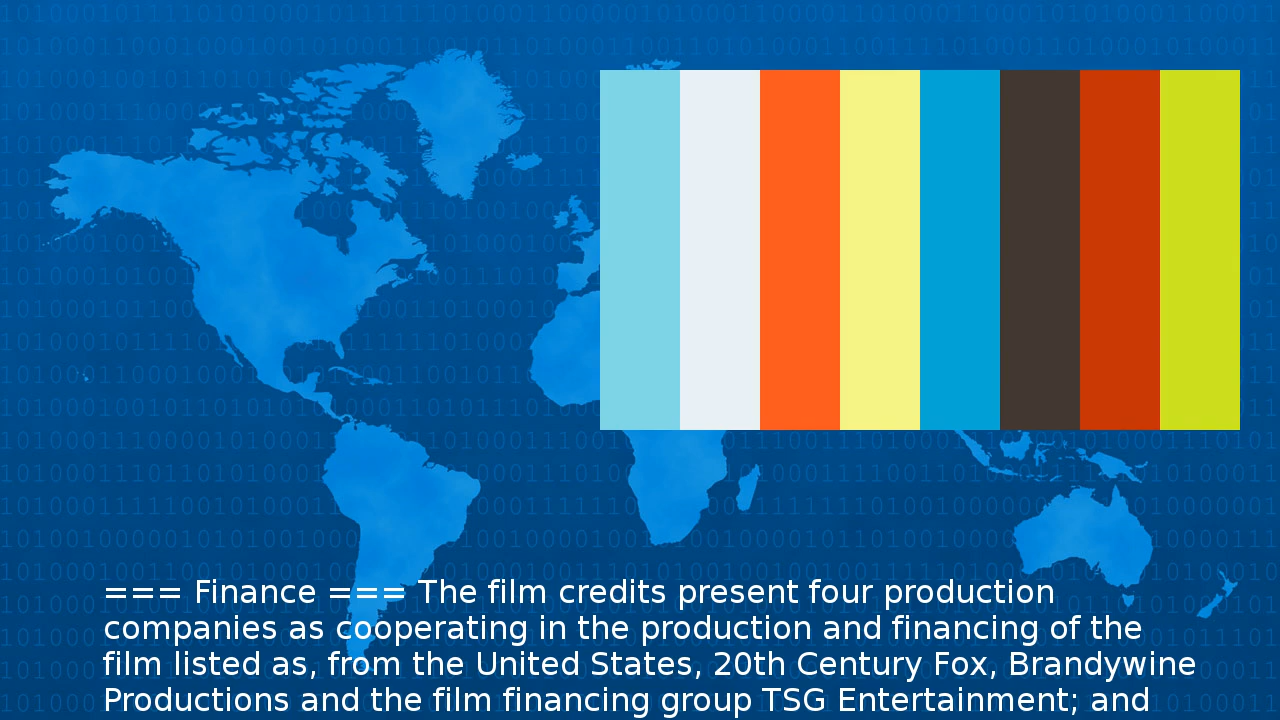 === Finance === The film credits present four production
companies as cooperating in the production and financing of the
film listed as, from the United States, 20th Century Fox, Brandywine
Productions and the film financing group TSG Entertainment; and